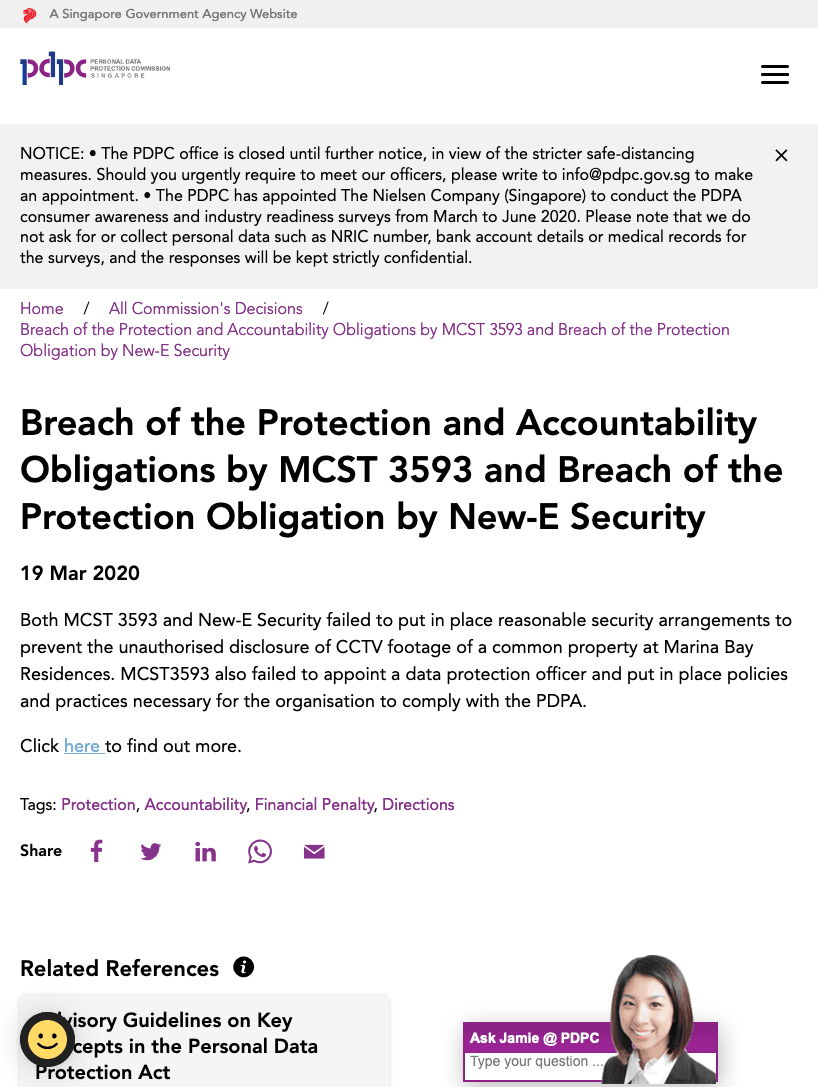 A Singapore Government Agency Website
pdpc PERSONAL DATA
PROTECTION COMMISSION
SINGAPORE
NOTICE: • The PDPC office is closed until further notice, in view of the stricter safe-distancing
measures. Should you urgently require to meet our officers, please write to info@pdpc.gov.sg to make
an appointment. • The PDPC has appointed The Nielsen Company (Singapore) to conduct the PDPA
consumer awareness and industry readiness surveys from March to June 2020. Please note that we do
not ask for or collect personal data such as NRIC number, bank account details or medical records for
the surveys, and the responses will be kept strictly confidential.
Home / All Commission's Decisions /
Breach of the Protection and Accountability Obligations by MCST 3593 and Breach of the Protection
Obligation by New-E Security
Breach of the Protection and Accountability
Obligations by MCST 3593 and Breach of the
Protection Obligation by New-E Security
19 Mar 2020
Both MCST 3593 and New-E Security failed to put in place reasonable security arrangements to
prevent the unauthorised disclosure of CCTV footage of a common property at Marina Bay
Residences. MCST3593 also failed to appoint a data protection officer and put in place policies
and practices necessary for the organisation to comply with the PDPA.
Click here to find out more.
Tags: Protection, Accountability, Financial Penalty, Directions
Share
Related References
visory Guidelines on Key
cepts in the Personal Data
Protection Act
Ask Jamie @ PDPC
Type your question ...